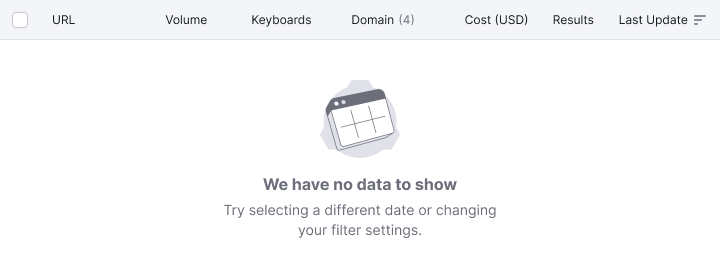 URL Volume Keyboards Domain (4) Cost (USD) Results Last Update
We have no data to show
Try selecting a different date or changing
your filter settings.